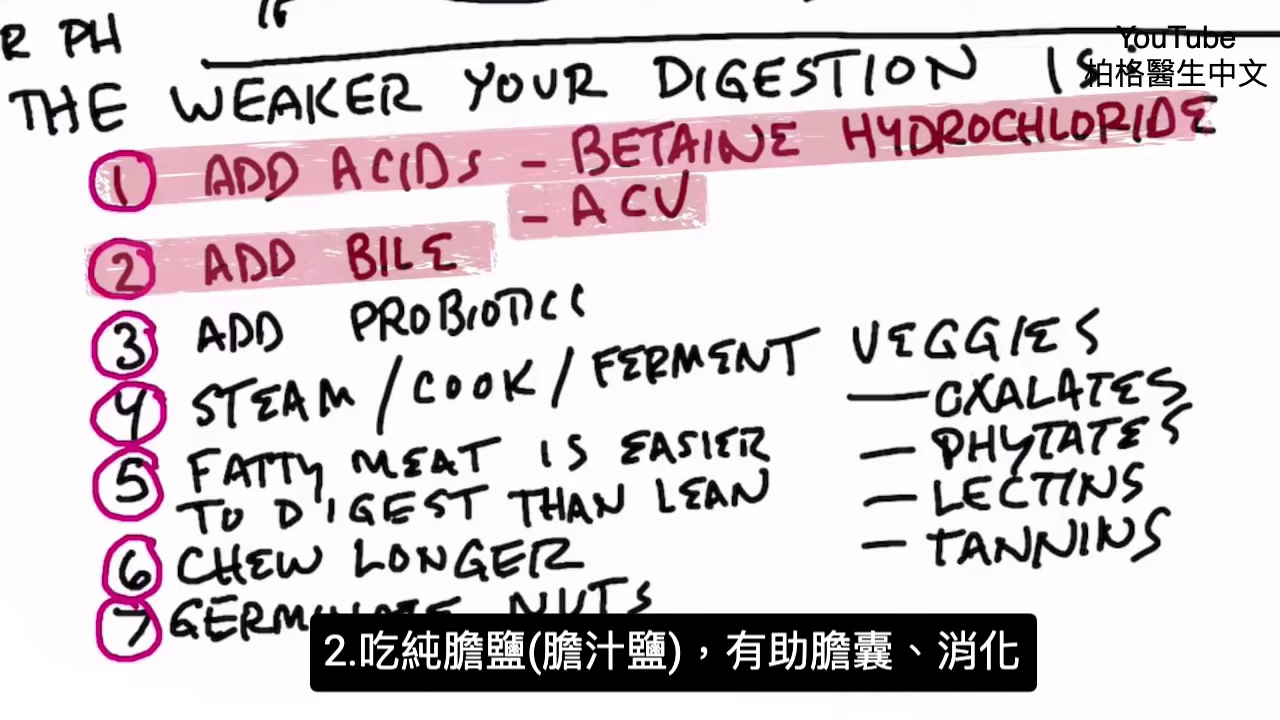 R PH
YouTube
柏格醫生中文
THE WEAKER YOUR DIGESTION IS:
1 ADD ACIDS - BETAINE HYDROCHLORIDE
- ACV
2 ADD BILE
3 ADD PROBIOTICS
4 STEAM / COOK / FERMENT VEGGIES
— OXALATES
— PHYTATES
— LECTINS
— TANNINS
5 FATTY MEAT IS EASIER
TO DIGEST THAN LEAN
6 CHEW LONGER
7 GERMINATE NUTS
2.吃純膽鹽(膽汁鹽)，有助膽囊、消化